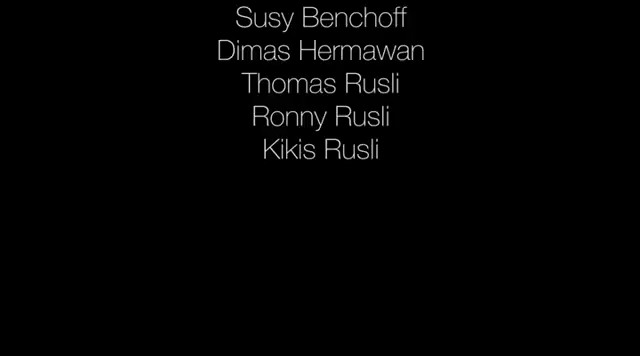 Susy Benchoff
Dimas Hermawan
Thomas Rusli
Ronny Rusli
Kikis Rusli